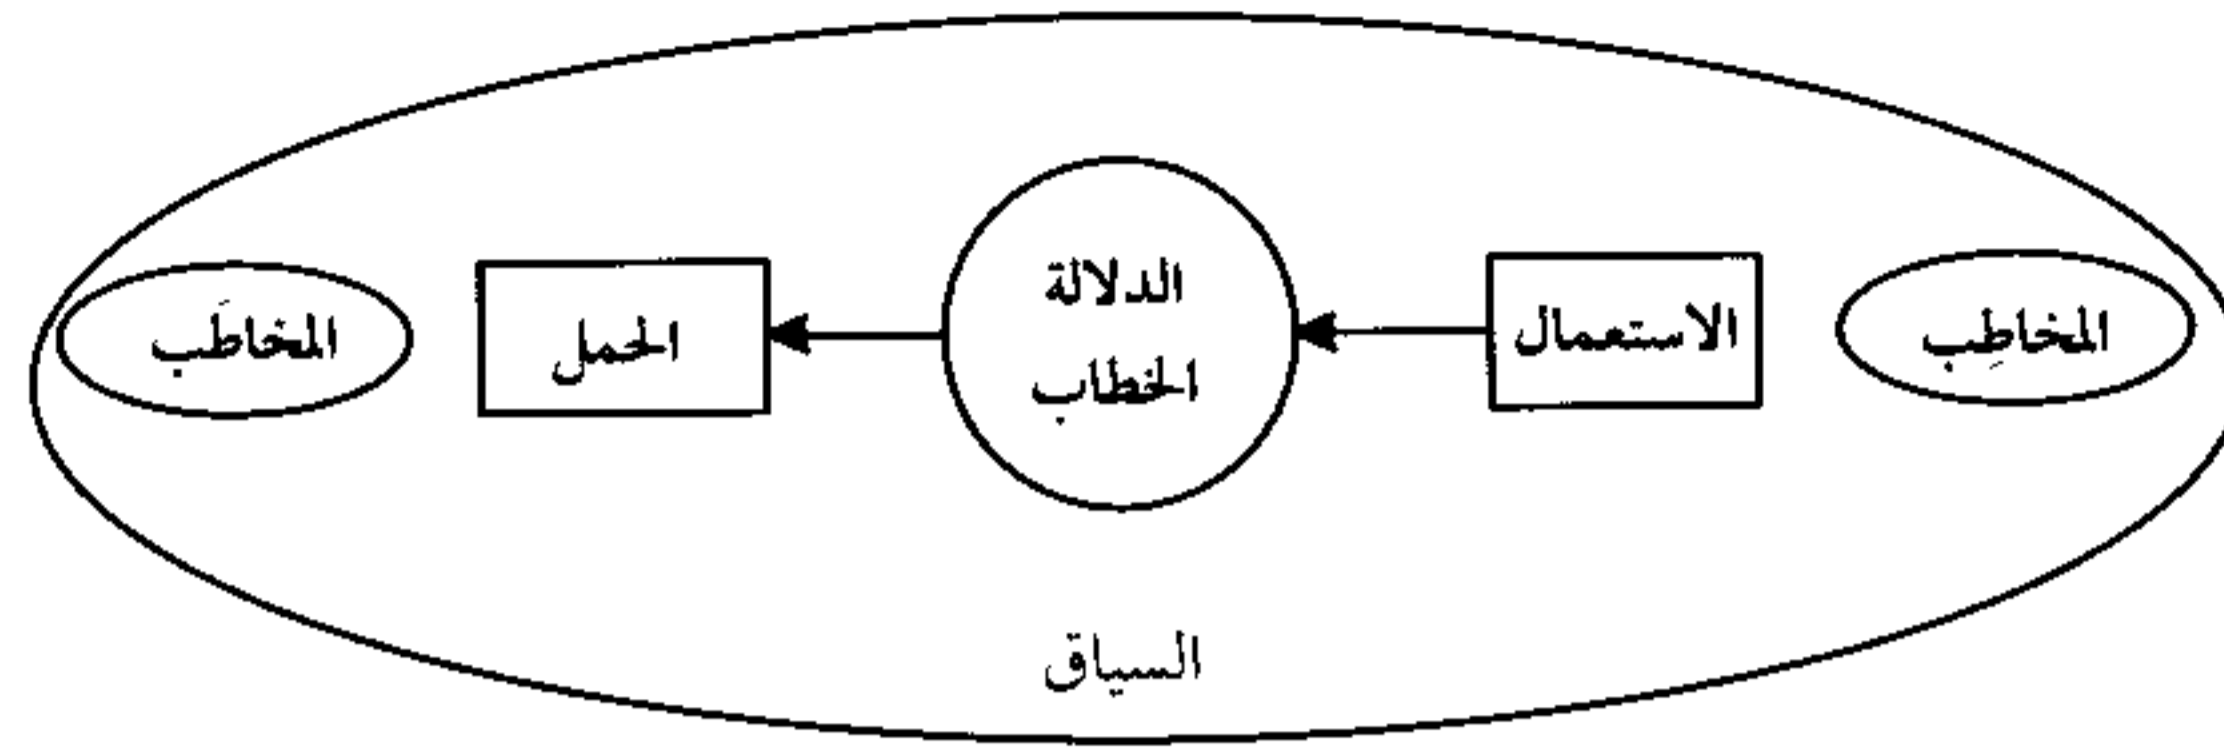 المخاطِب
الاستعمال
الدلالة
الخطاب
الحمل
المخاطَب
السياق